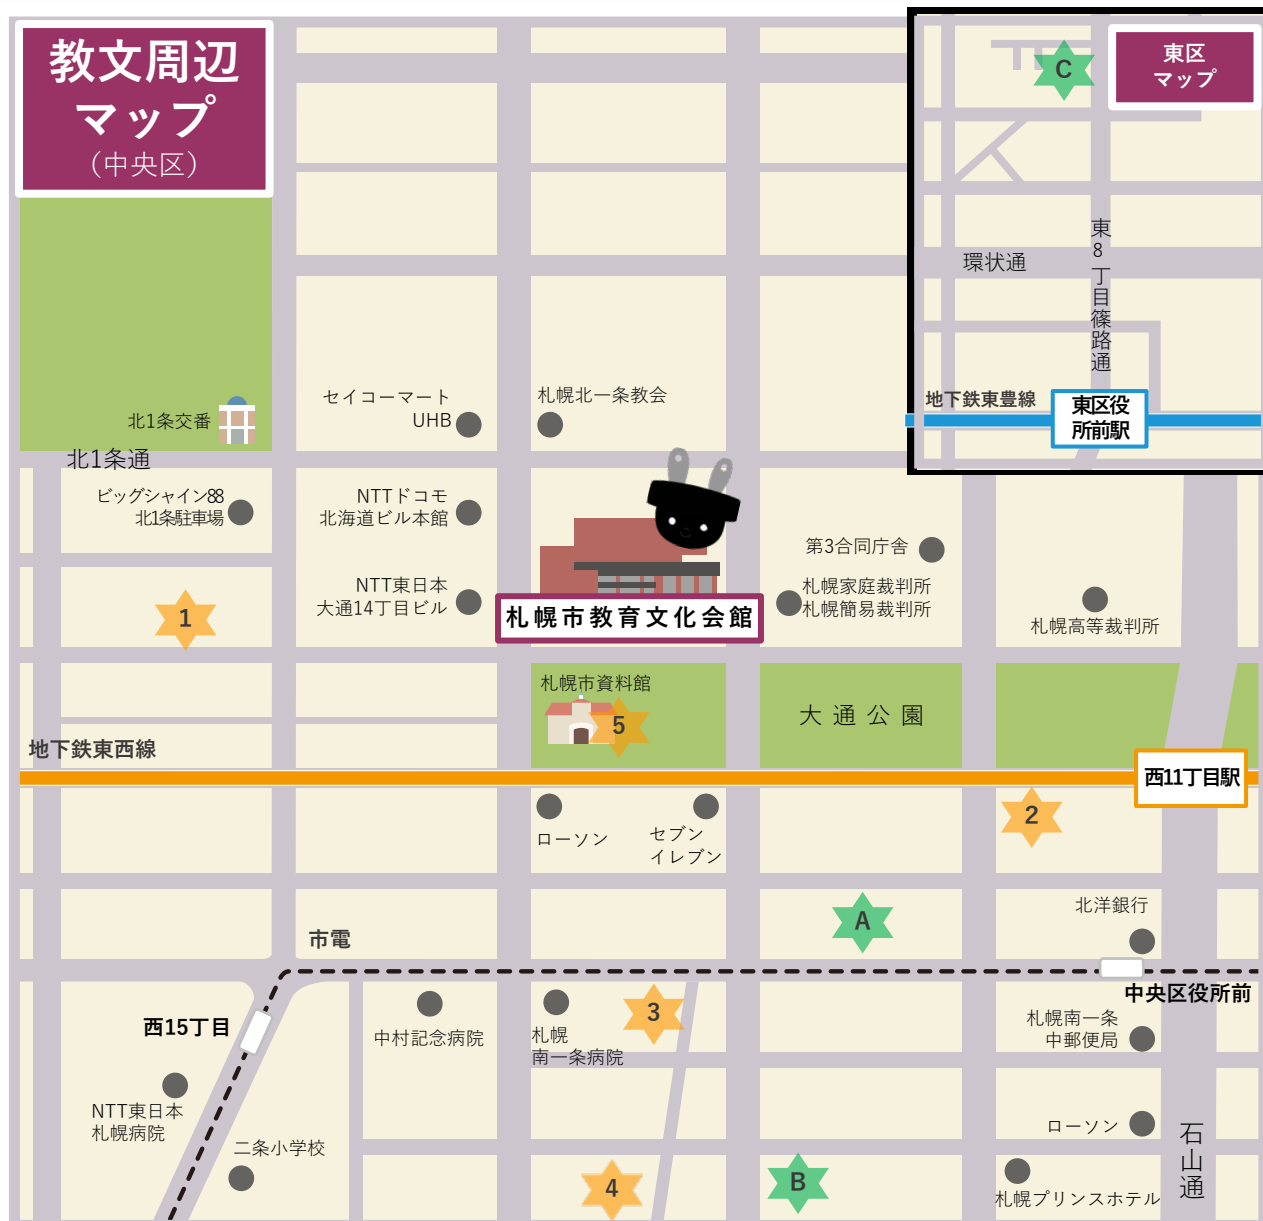 教文周辺
マップ
（中央区）
C
東区
マップ
東8丁目篠路通
環状通
地下鉄東豊線
東区役
所前駅
北1条交番
セイコーマート
UHB
札幌北一条教会
北1条通
ビッグシャイン88
北1条駐車場
NTTドコモ
北海道ビル本館
第3合同庁舎
NTT東日本
大通14丁目ビル
札幌市教育文化会館
札幌家庭裁判所
札幌簡易裁判所
札幌高等裁判所
1
札幌市資料館
5
大通公園
地下鉄東西線
西11丁目駅
ローソン
セブン
イレブン
2
A
北洋銀行
市電
中央区役所前
西15丁目
中村記念病院
札幌
南一条病院
3
札幌南一条
中郵便局
NTT東日本
札幌病院
二条小学校
ローソン
石山通
4
B
札幌プリンスホテル